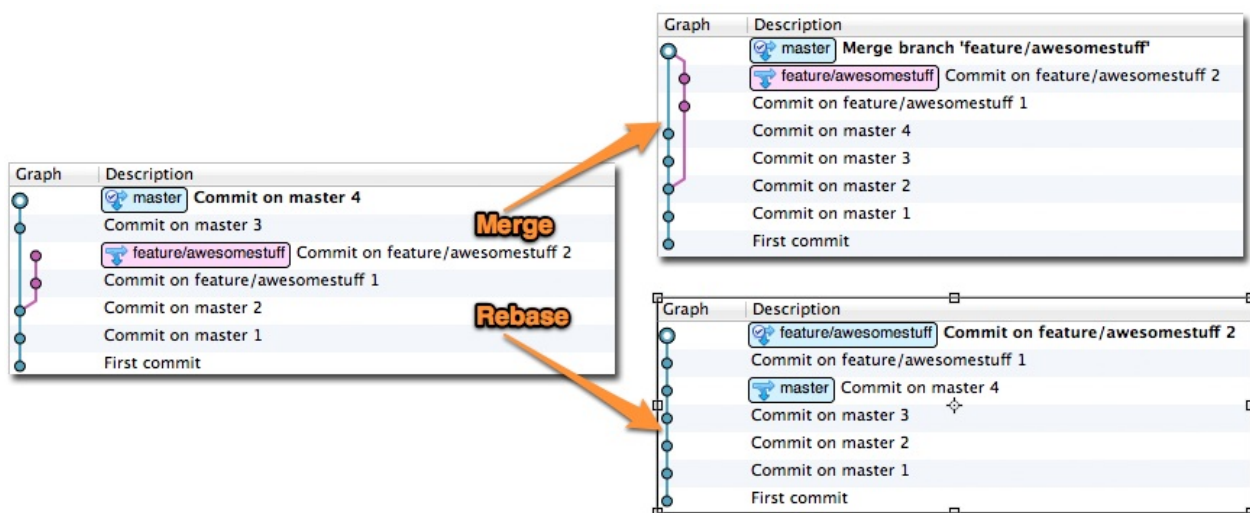 Graph Description
master Commit on master 4
Commit on master 3
feature/awesomestuff Commit on feature/awesomestuff 2
Commit on feature/awesomestuff 1
Commit on master 2
Commit on master 1
First commit
Merge
Rebase
Graph Description
master Merge branch 'feature/awesomestuff'
feature/awesomestuff Commit on feature/awesomestuff 2
Commit on feature/awesomestuff 1
Commit on master 4
Commit on master 3
Commit on master 2
Commit on master 1
First commit
Graph Description
feature/awesomestuff Commit on feature/awesomestuff 2
Commit on feature/awesomestuff 1
master Commit on master 4
Commit on master 3
Commit on master 2
Commit on master 1
First commit